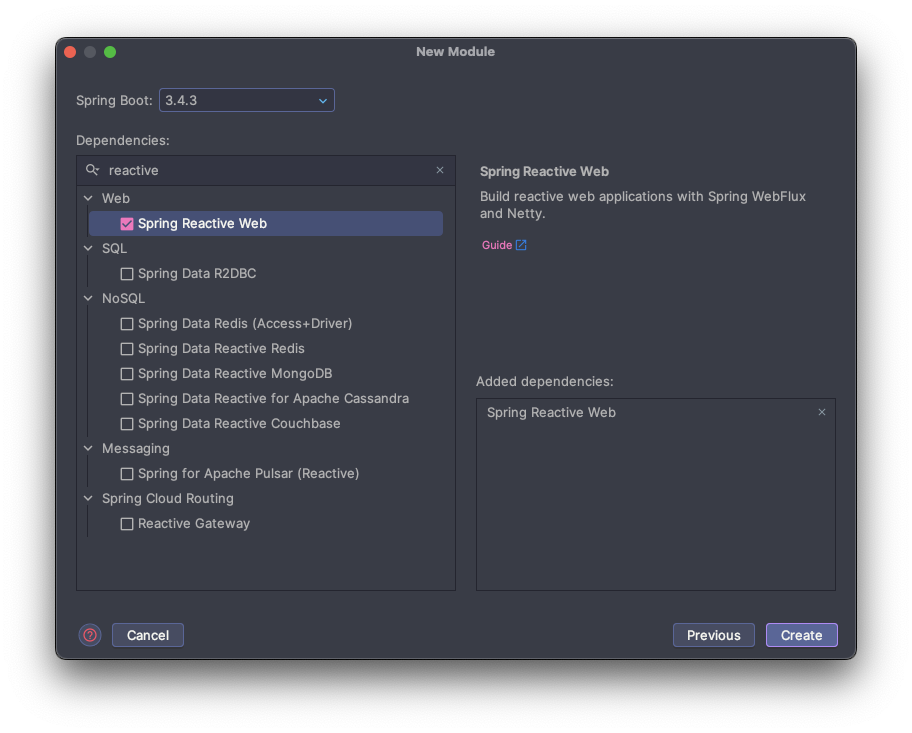 New Module
Spring Boot: 3.4.3
Dependencies:
reactive
Web
Spring Reactive Web
SQL
Spring Data R2DBC
NoSQL
Spring Data Redis (Access+Driver)
Spring Data Reactive Redis
Spring Data Reactive MongoDB
Spring Data Reactive for Apache Cassandra
Spring Data Reactive Couchbase
Messaging
Spring for Apache Pulsar (Reactive)
Spring Cloud Routing
Reactive Gateway
Spring Reactive Web
Build reactive web applications with Spring WebFlux
and Netty.
Guide
Added dependencies:
Spring Reactive Web
Cancel
Previous
Create